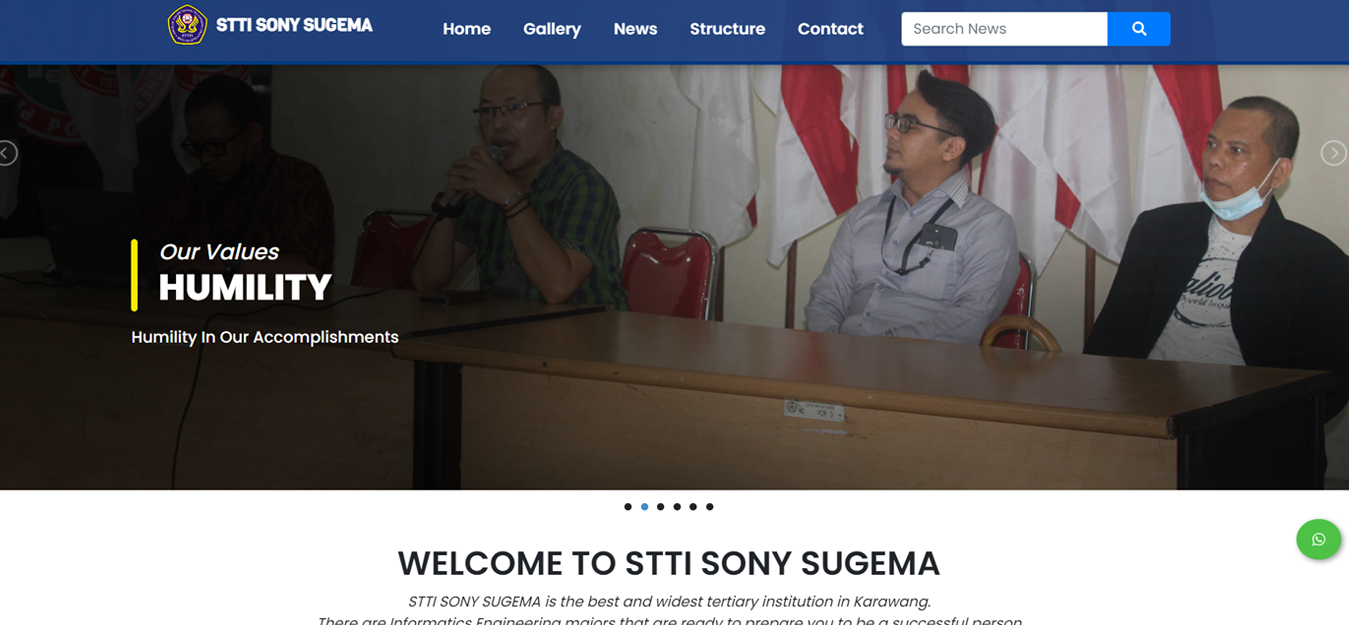 STTI SONY SUGEMA
Home
Gallery
News
Structure
Contact
Search News
Our Values
HUMILITY
Humility In Our Accomplishments
WELCOME TO STTI SONY SUGEMA
STTI SONY SUGEMA is the best and widest tertiary institution in Karawang.
There are Informatics Engineering majors that are ready to prepare you to be a successful person